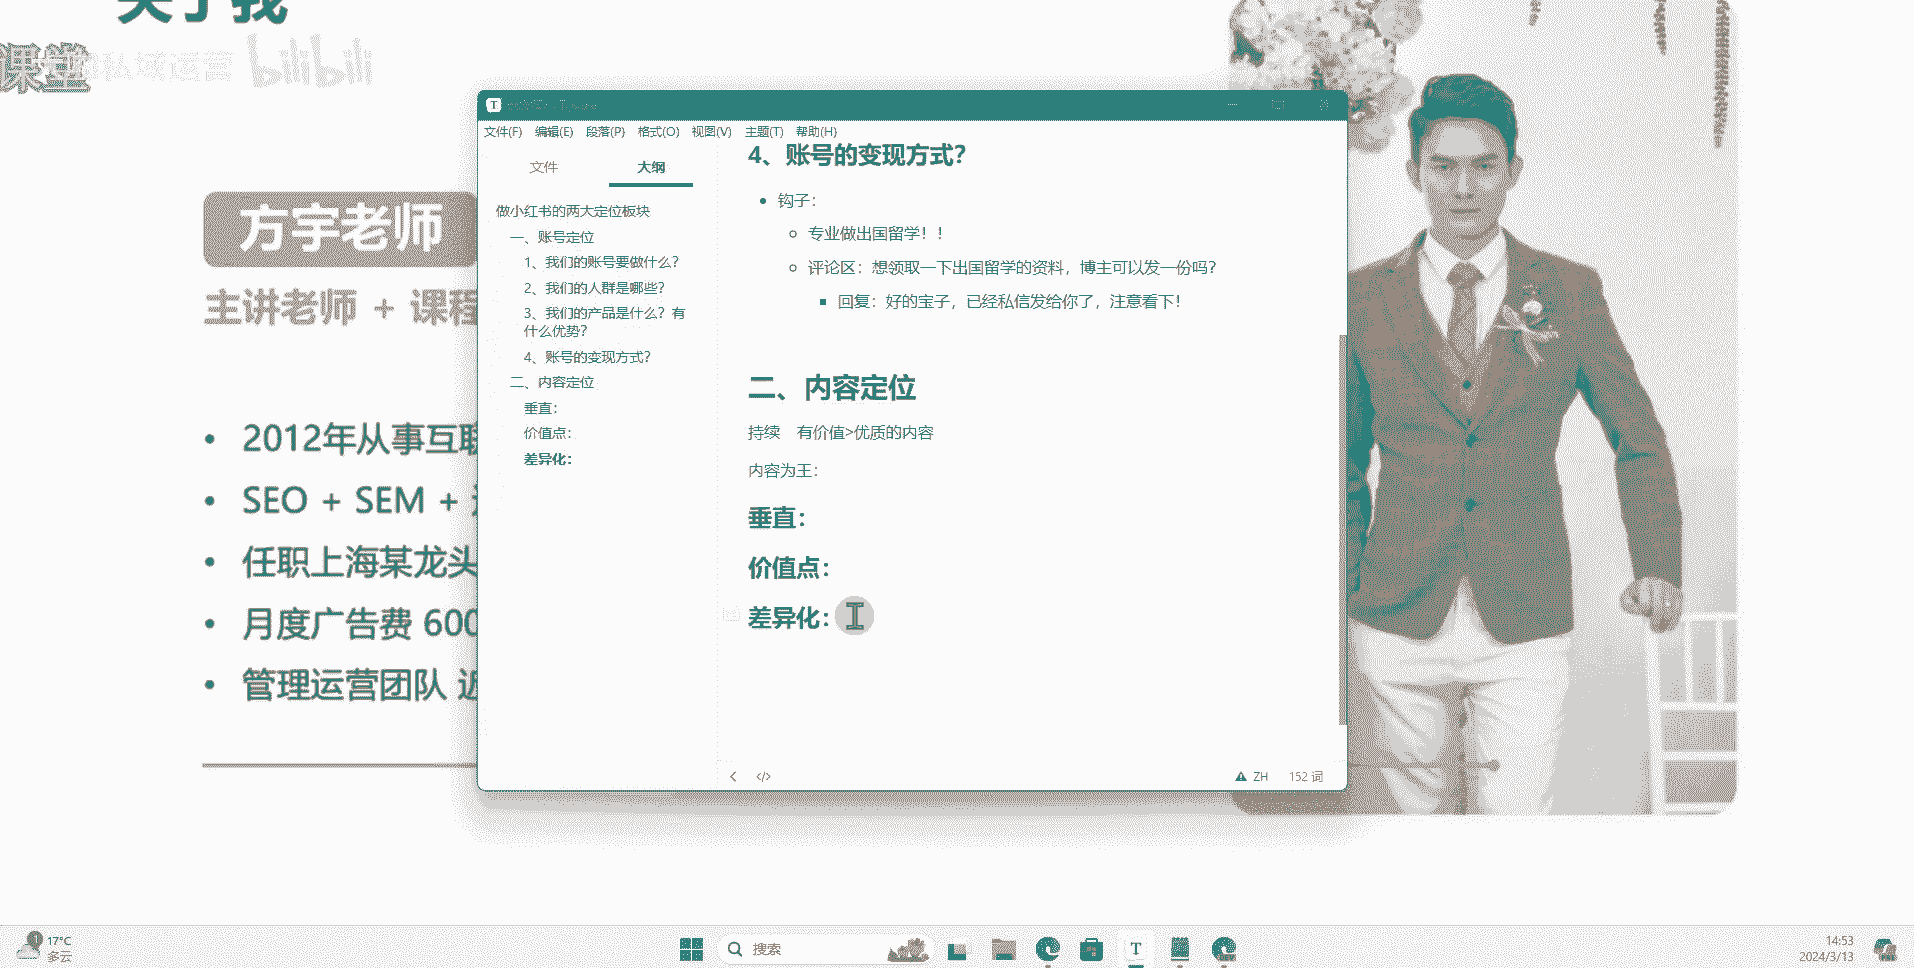 关于我
课堂
私域运营 bilibili
方宇老师
主讲老师 + 课程
• 2012年从事互联
• SEO + SEM +
• 任职上海某龙头
• 月度广告费 600
• 管理运营团队 近
文件(F) 编辑(E) 段落(P) 格式(O) 视图(V) 主题(T) 帮助(H)
文件 大纲
做小红书的两大定位板块
一、账号定位
1、我们的账号要做什么?
2、我们的人群是哪些?
3、我们的产品是什么?有
什么优势?
4、账号的变现方式?
二、内容定位
垂直:
价值点:
差异化:
4、账号的变现方式?
钩子:
专业做出国留学!!
评论区:想领取一下出国留学的资料,博主可以发一份吗?
回复:好的宝子,已经私信发给你了,注意看下!
二、内容定位
持续 有价值>优质的内容
内容为王:
垂直:
价值点:
差异化:
ZH 152 词
1
17°C
多云
搜索
T
DEV
14:53
2024/3/13